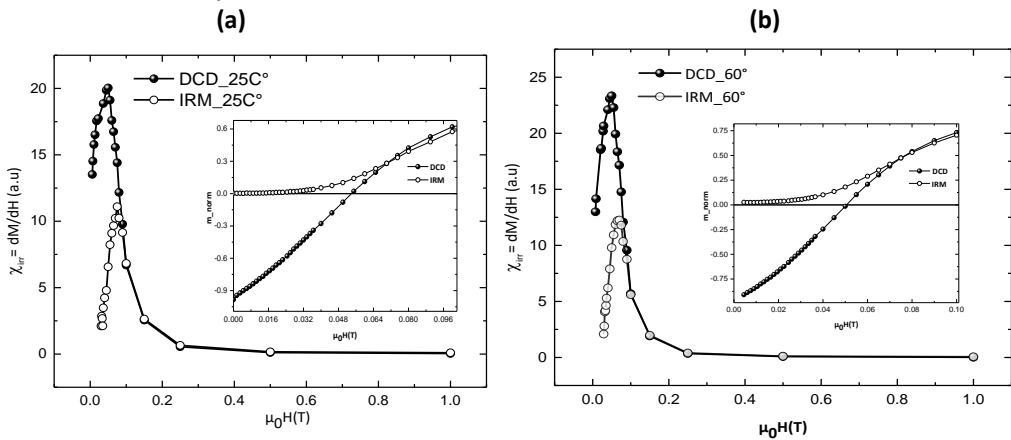 (a)
DCD_25C°
IRM_25C°
χirr = dM/dH (a.u)
20
15
10
5
0
0.0 0.2 0.4 0.6 0.8 1.0
μ0H(T)
m_norm
0.6
0.3
0.0
-0.3
-0.6
-0.9
DCD
IRM
0.000 0.016 0.032 0.048 0.064 0.080 0.096
μ0H(T)
(b)
DCD_60°
IRM_60°
χirr = dM/dH (a.u)
25
20
15
10
5
0
0.0 0.2 0.4 0.6 0.8 1.0
μ0H(T)
m_norm
0.75
0.50
0.25
0.00
-0.25
-0.50
-0.75
DCD
IRM
0.00 0.02 0.04 0.06 0.08 0.10
μ0H(T)